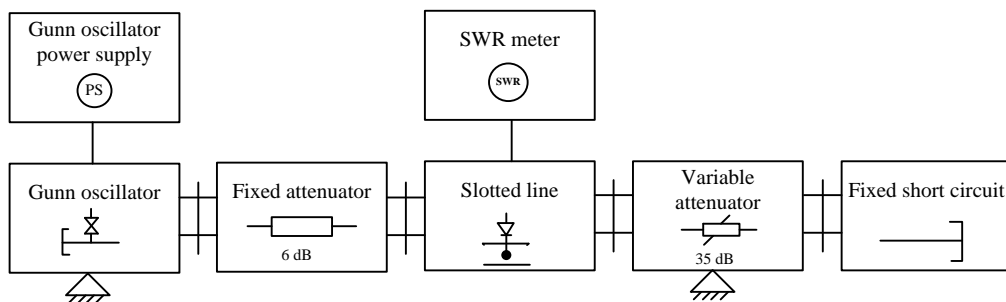 Gunn oscillator
power supply
PS
SWR meter
SWR
Gunn oscillator
Fixed attenuator
6 dB
Slotted line
Variable
attenuator
35 dB
Fixed short circuit